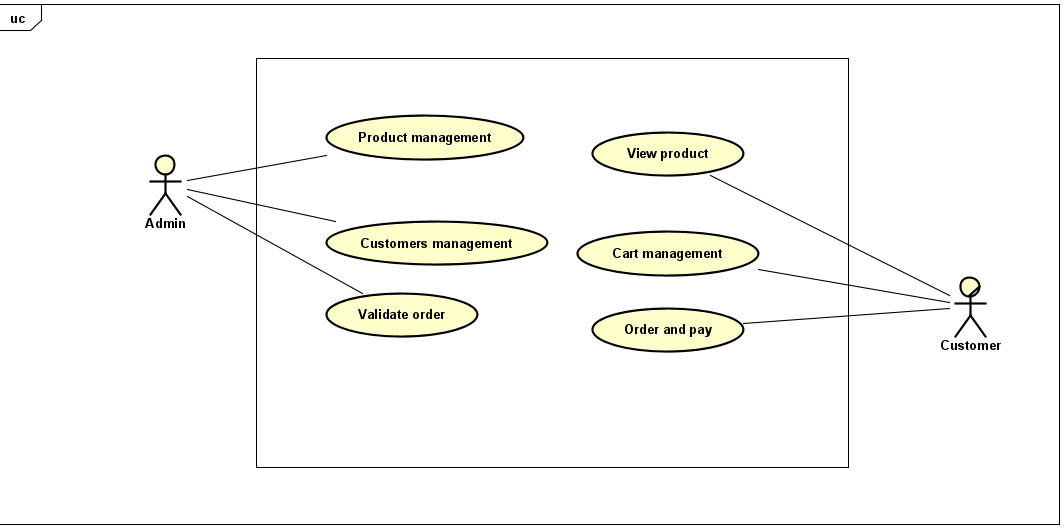 uc
Product management
View product
Admin
Customers management
Cart management
Validate order
Order and pay
Customer